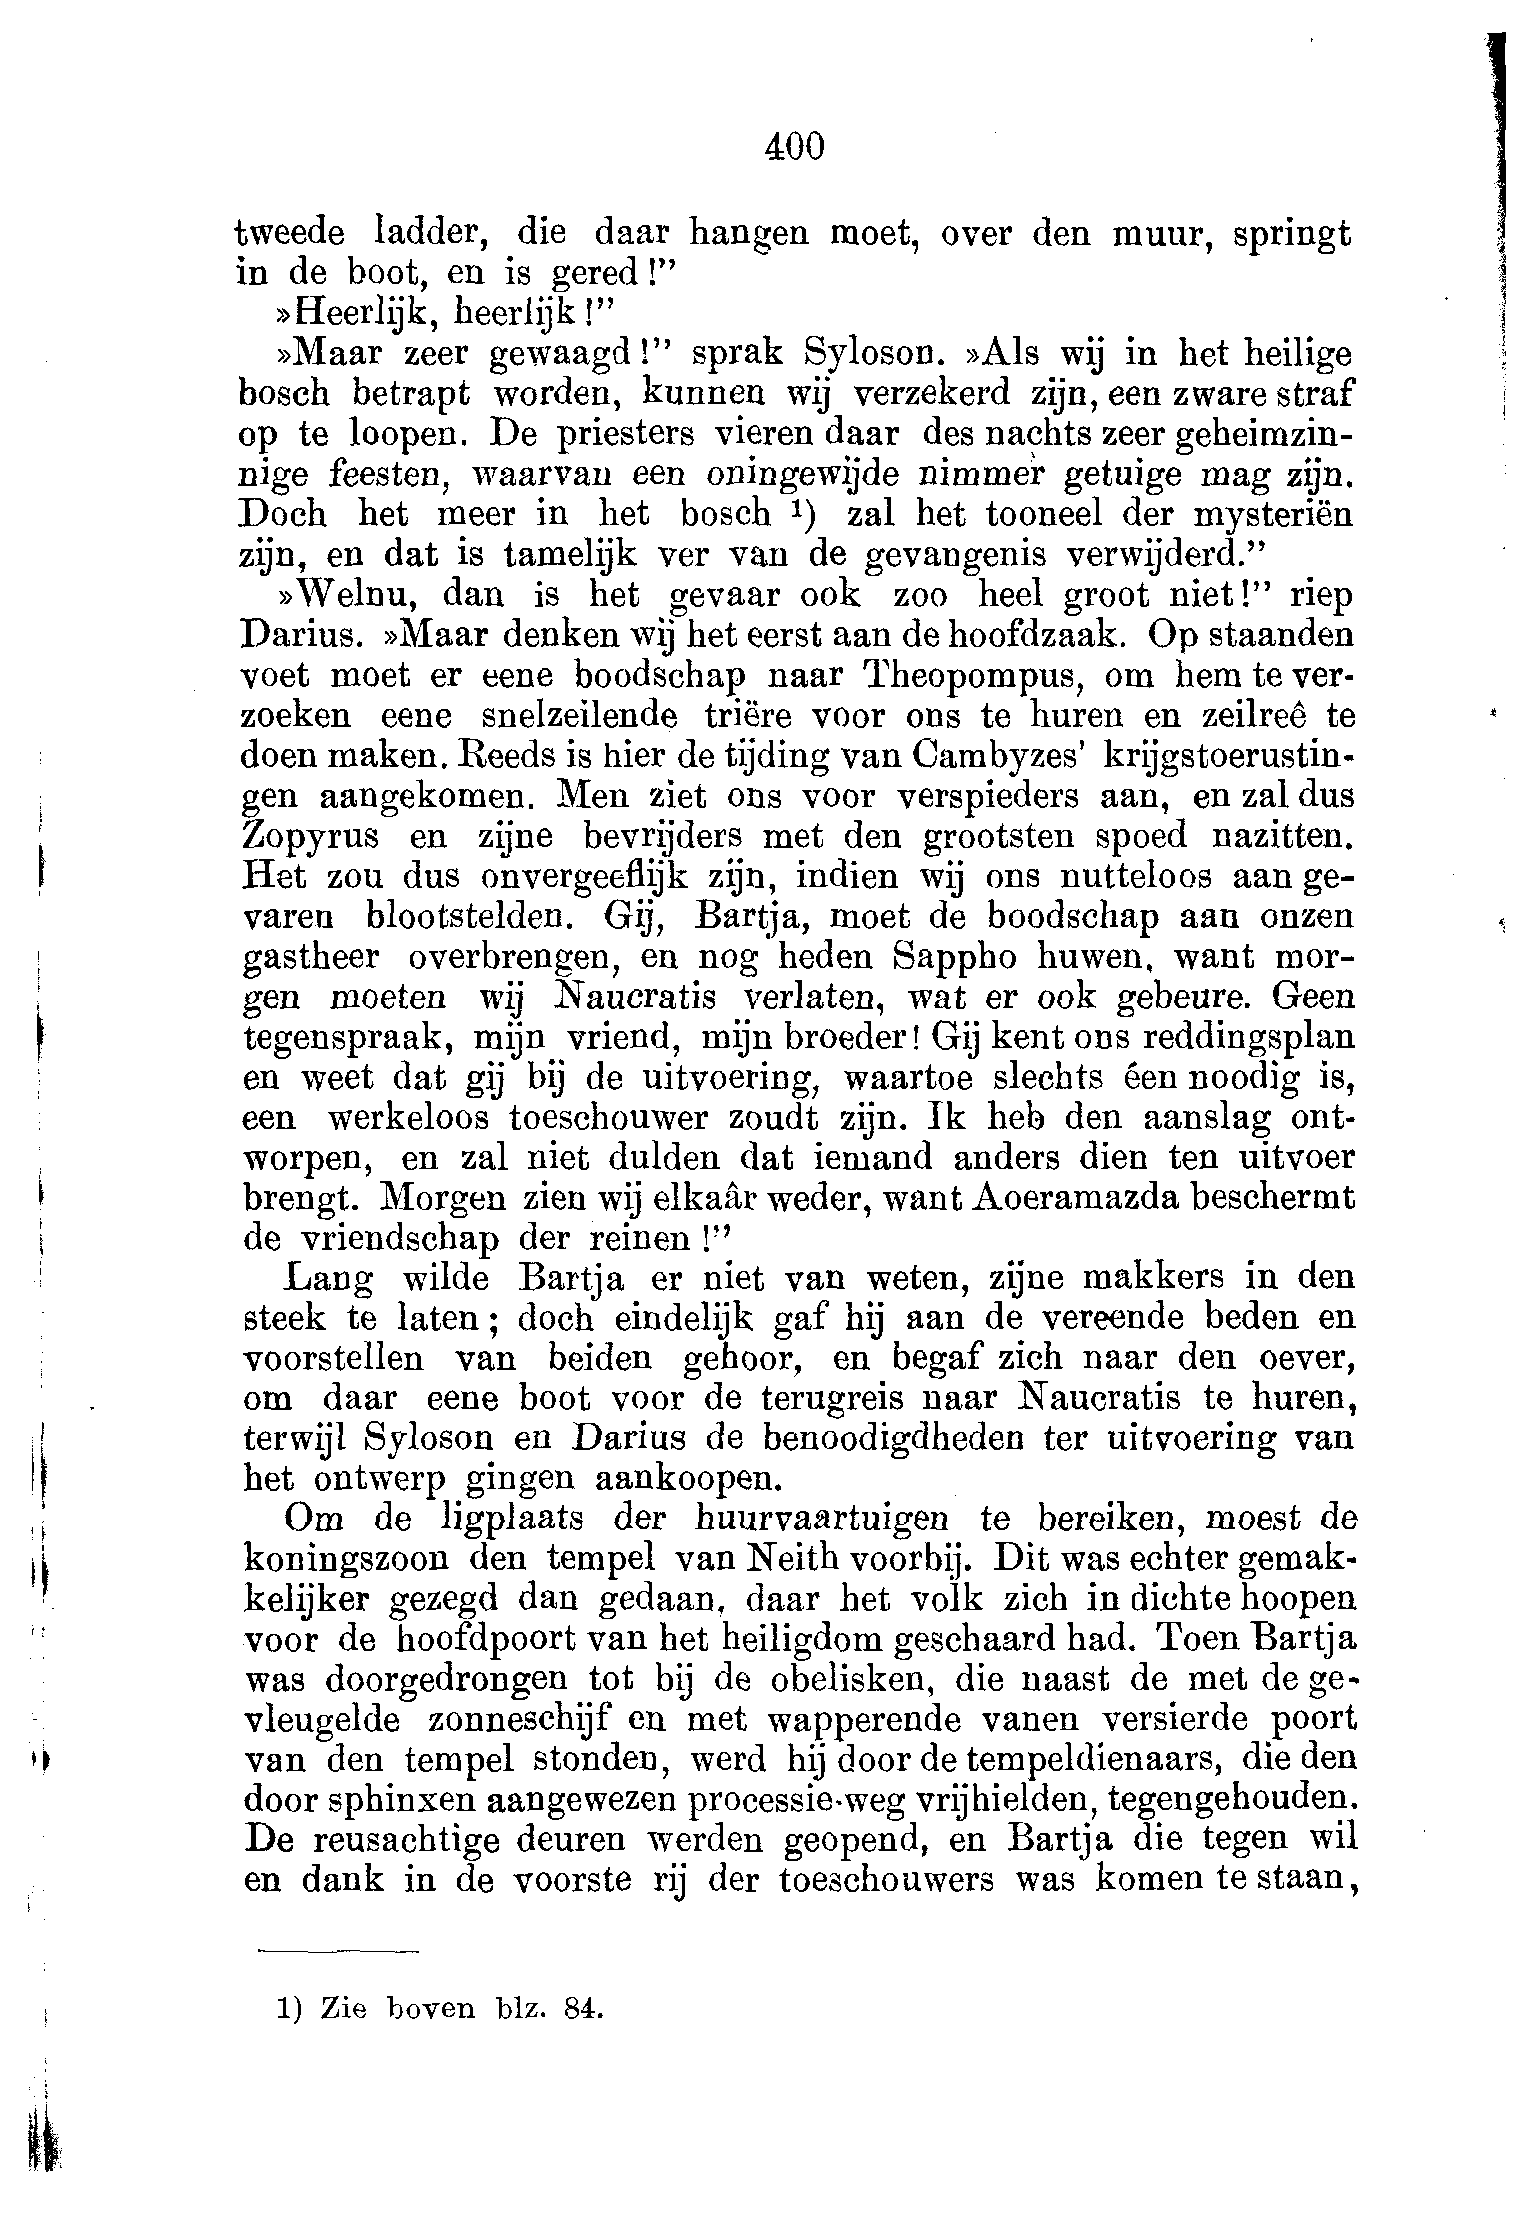 400
tweede ladder, die daar hangen moet, over den muur, springt
in de boot, en is gered!”
»Heerlijk, heerlijk!”
»Maar zeer gewaagd!” sprak Syloson. »Als wij in het heilige
bosch betrapt worden, kunnen wij verzekerd zijn, een zware straf
op te loopen. De priesters vieren daar des nachts zeer geheimzin-
nige feesten, waarvan een oningewijde nimmer getuige mag zijn.
Doch het meer in het bosch ¹) zal het tooneel der mysteriën
zijn, en dat is tamelijk ver van de gevangenis verwijderd.”
»Welnu, dan is het gevaar ook zoo heel groot niet!” riep
Darius. »Maar denken wij het eerst aan de hoofdzaak. Op staanden
voet moet er eene boodschap naar Theopompus, om hem te ver-
zoeken eene snelzeilende triëre voor ons te huren en zeilreê te
doen maken. Reeds is hier de tijding van Cambyzes’ krijgstoerustin-
gen aangekomen. Men ziet ons voor verspieders aan, en zal dus
Zopyrus en zijne bevrijders met den grootsten spoed nazitten.
Het zou dus onvergeeflijk zijn, indien wij ons nutteloos aan ge-
varen blootstelden. Gij, Bartja, moet de boodschap aan onzen
gastheer overbrengen, en nog heden Sappho huwen, want mor-
gen moeten wij Naucratis verlaten, wat er ook gebeure. Geen
tegenspraak, mijn vriend, mijn broeder! Gij kent ons reddingsplan
en weet dat gij bij de uitvoering, waartoe slechts éen noodig is,
een werkeloos toeschouwer zoudt zijn. Ik heb den aanslag ont-
worpen, en zal niet dulden dat iemand anders dien ten uitvoer
brengt. Morgen zien wij elkaâr weder, want Aoeramazda beschermt
de vriendschap der reinen!”
Lang wilde Bartja er niet van weten, zijne makkers in den
steek te laten; doch eindelijk gaf hij aan de vereende beden en
voorstellen van beiden gehoor, en begaf zich naar den oever,
om daar eene boot voor de terugreis naar Naucratis te huren,
terwijl Syloson en Darius de benoodigdheden ter uitvoering van
het ontwerp gingen aankoopen.
Om de ligplaats der huurvaartuigen te bereiken, moest de
koningszoon den tempel van Neith voorbij. Dit was echter gemak-
kelijker gezegd dan gedaan, daar het volk zich in dichte hoopen
voor de hoofdpoort van het heiligdom geschaard had. Toen Bartja
was doorgedrongen tot bij de obelisken, die naast de met de ge-
vleugelde zonneschijf en met wapperende vanen versierde poort
van den tempel stonden, werd hij door de tempeldienaars, die den
door sphinxen aangewezen processie-weg vrijhielden, tegengehouden.
De reusachtige deuren werden geopend, en Bartja die tegen wil
en dank in de voorste rij der toeschouwers was komen te staan,
1) Zie boven blz. 84.